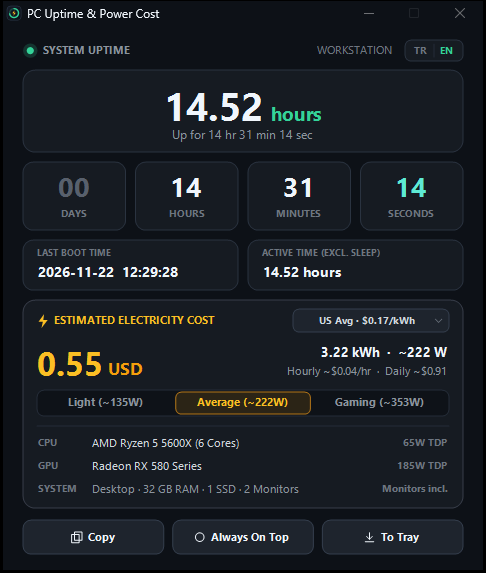 PC Uptime & Power Cost
SYSTEM UPTIME
WORKSTATION
TR EN
14.52 hours
Up for 14 hr 31 min 14 sec
00 14 31 14
DAYS HOURS MINUTES SECONDS
LAST BOOT TIME
2026-11-22 12:29:28
ACTIVE TIME (EXCL. SLEEP)
14.52 hours
ESTIMATED ELECTRICITY COST
US Avg · $0.17/kWh
0.55 USD
3.22 kWh · ~222 W
Hourly ~$0.04/hr · Daily ~$0.91
Light (~135W) Average (~222W) Gaming (~353W)
CPU AMD Ryzen 5 5600X (6 Cores) 65W TDP
GPU Radeon RX 580 Series 185W TDP
SYSTEM Desktop · 32 GB RAM · 1 SSD · 2 Monitors Monitors incl.
Copy Always On Top To Tray